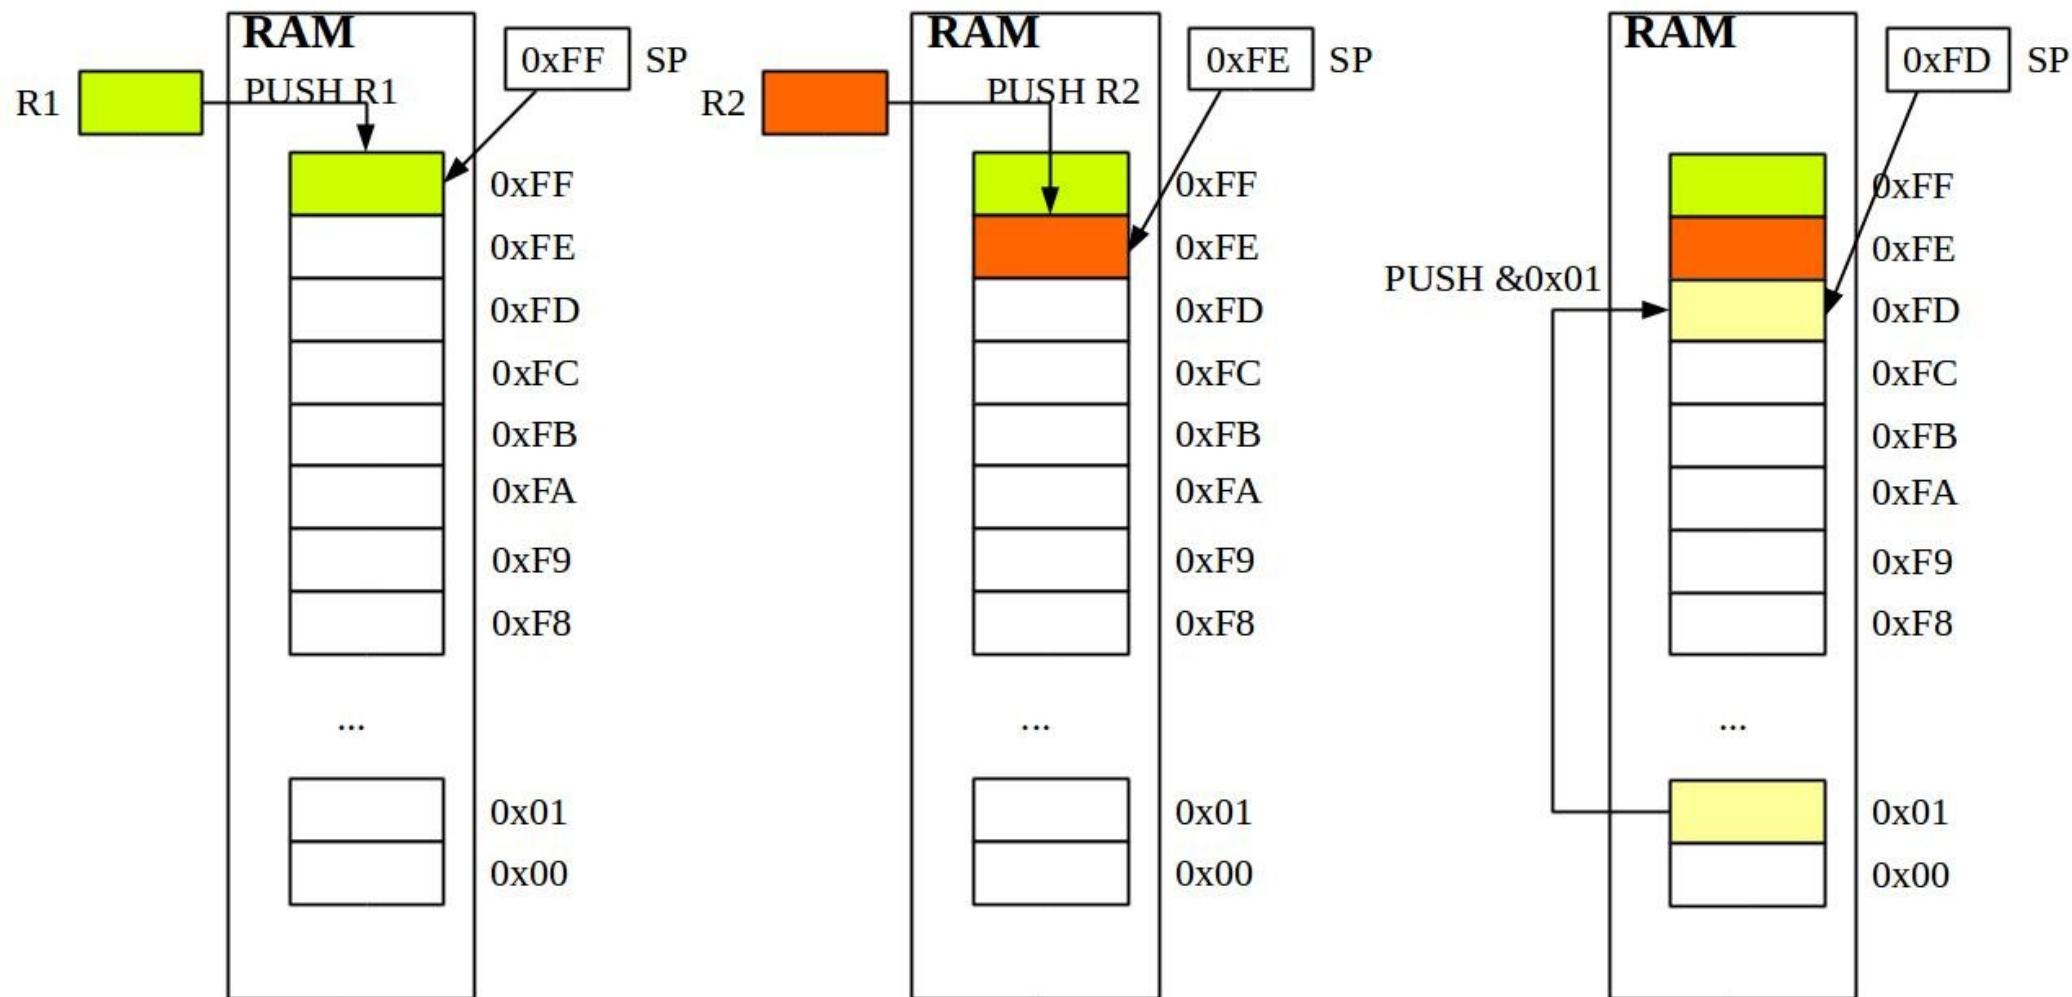 RAM
0xFF SP
PUSH R1
R1
0xFF
0xFE
0xFD
0xFC
0xFB
0xFA
0xF9
0xF8
...
0x01
0x00
RAM
0xFE SP
PUSH R2
R2
0xFF
0xFE
0xFD
0xFC
0xFB
0xFA
0xF9
0xF8
...
0x01
0x00
RAM
0xFD SP
0xFF
0xFE
PUSH &0x01
0xFD
0xFC
0xFB
0xFA
0xF9
0xF8
...
0x01
0x00